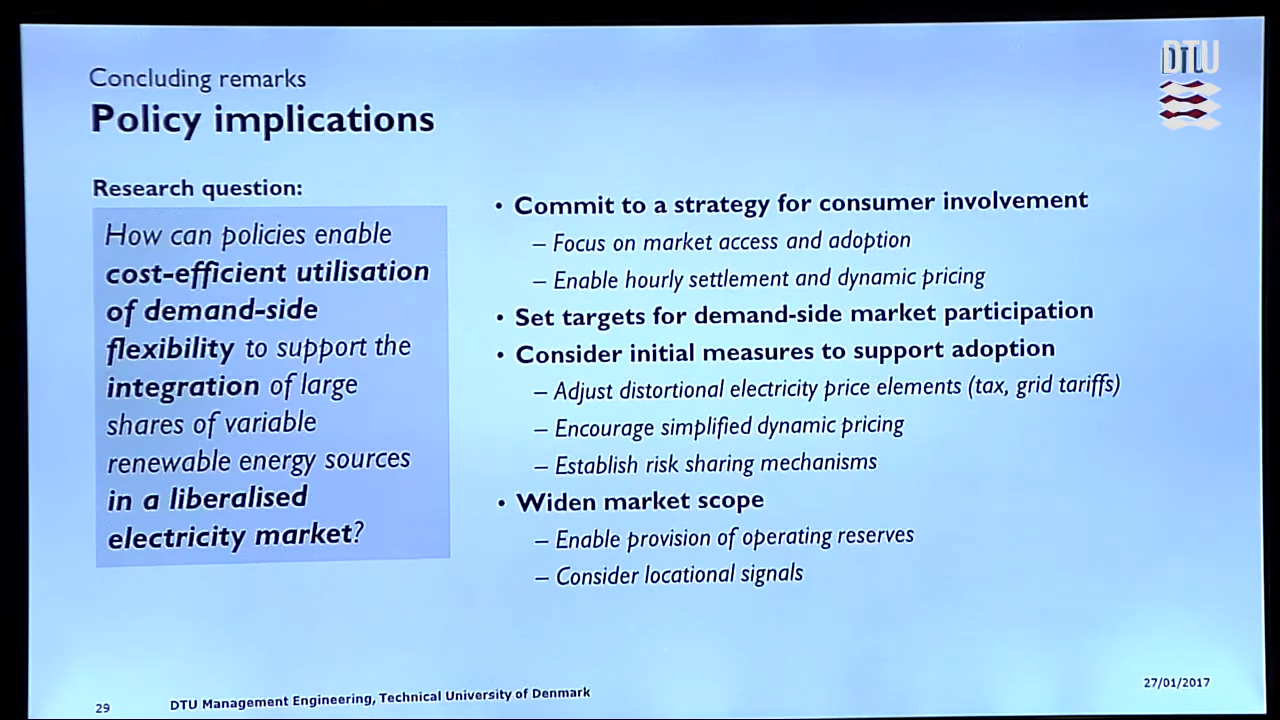 Concluding remarks
Policy implications
DTU
Research question:
How can policies enable
cost-efficient utilisation
of demand-side
flexibility to support the
integration of large
shares of variable
renewable energy sources
in a liberalised
electricity market?
• Commit to a strategy for consumer involvement
– Focus on market access and adoption
– Enable hourly settlement and dynamic pricing
• Set targets for demand-side market participation
• Consider initial measures to support adoption
– Adjust distortional electricity price elements (tax, grid tariffs)
– Encourage simplified dynamic pricing
– Establish risk sharing mechanisms
• Widen market scope
– Enable provision of operating reserves
– Consider locational signals
29
DTU Management Engineering, Technical University of Denmark
27/01/2017